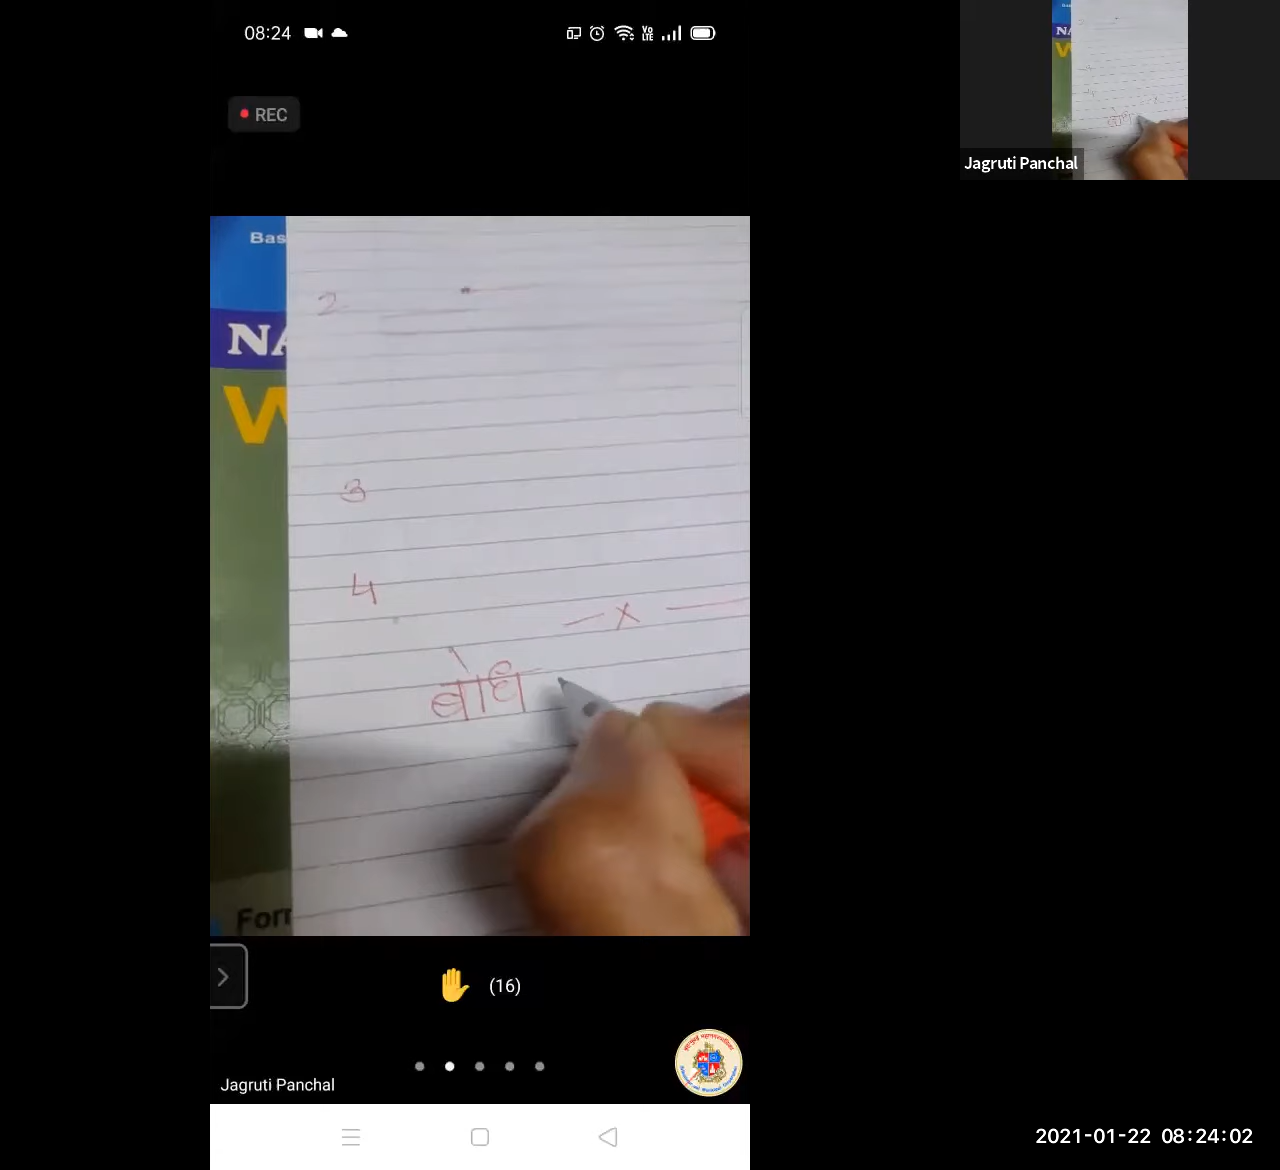 08:24
REC
Jagruti Panchal
Bas
NA
W
2
3
4
— x —
बोधि
Forr
(16)
Jagruti Panchal
2021-01-22 08:24:02